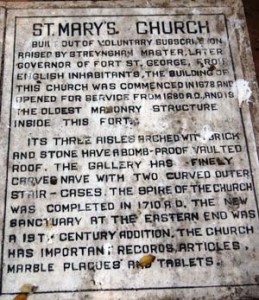 ST. MARY'S CHURCH
BUILT OUT OF VOLUNTARY SUBSCRIPTION
RAISED BY STREYNSHAM MASTER, LATER
GOVERNOR OF FORT ST. GEORGE, FROM
ENGLISH INHABITANTS, THE BUILDING OF
THIS CHURCH WAS COMMENCED IN 1678 AND
OPENED FOR SERVICE FROM 1680 A.D. AND IS
THE OLDEST MASONRY STRUCTURE
INSIDE THIS FORT.
ITS THREE AISLES ARCHED WITH BRICK
AND STONE HAVE A BOMB-PROOF VAULTED
ROOF. THE GALLERY HAS FINELY
CARVED NAVE WITH TWO CURVED OUTER
STAIR-CASES. THE SPIRE OF THE CHURCH
WAS COMPLETED IN 1710 A.D. THE NEW
SANCTUARY AT THE EASTERN END WAS
A 19T. CENTURY ADDITION. THE CHURCH
HAS IMPORTANT RECORDS, ARTICLES,
MARBLE PLAQUES AND TABLETS.